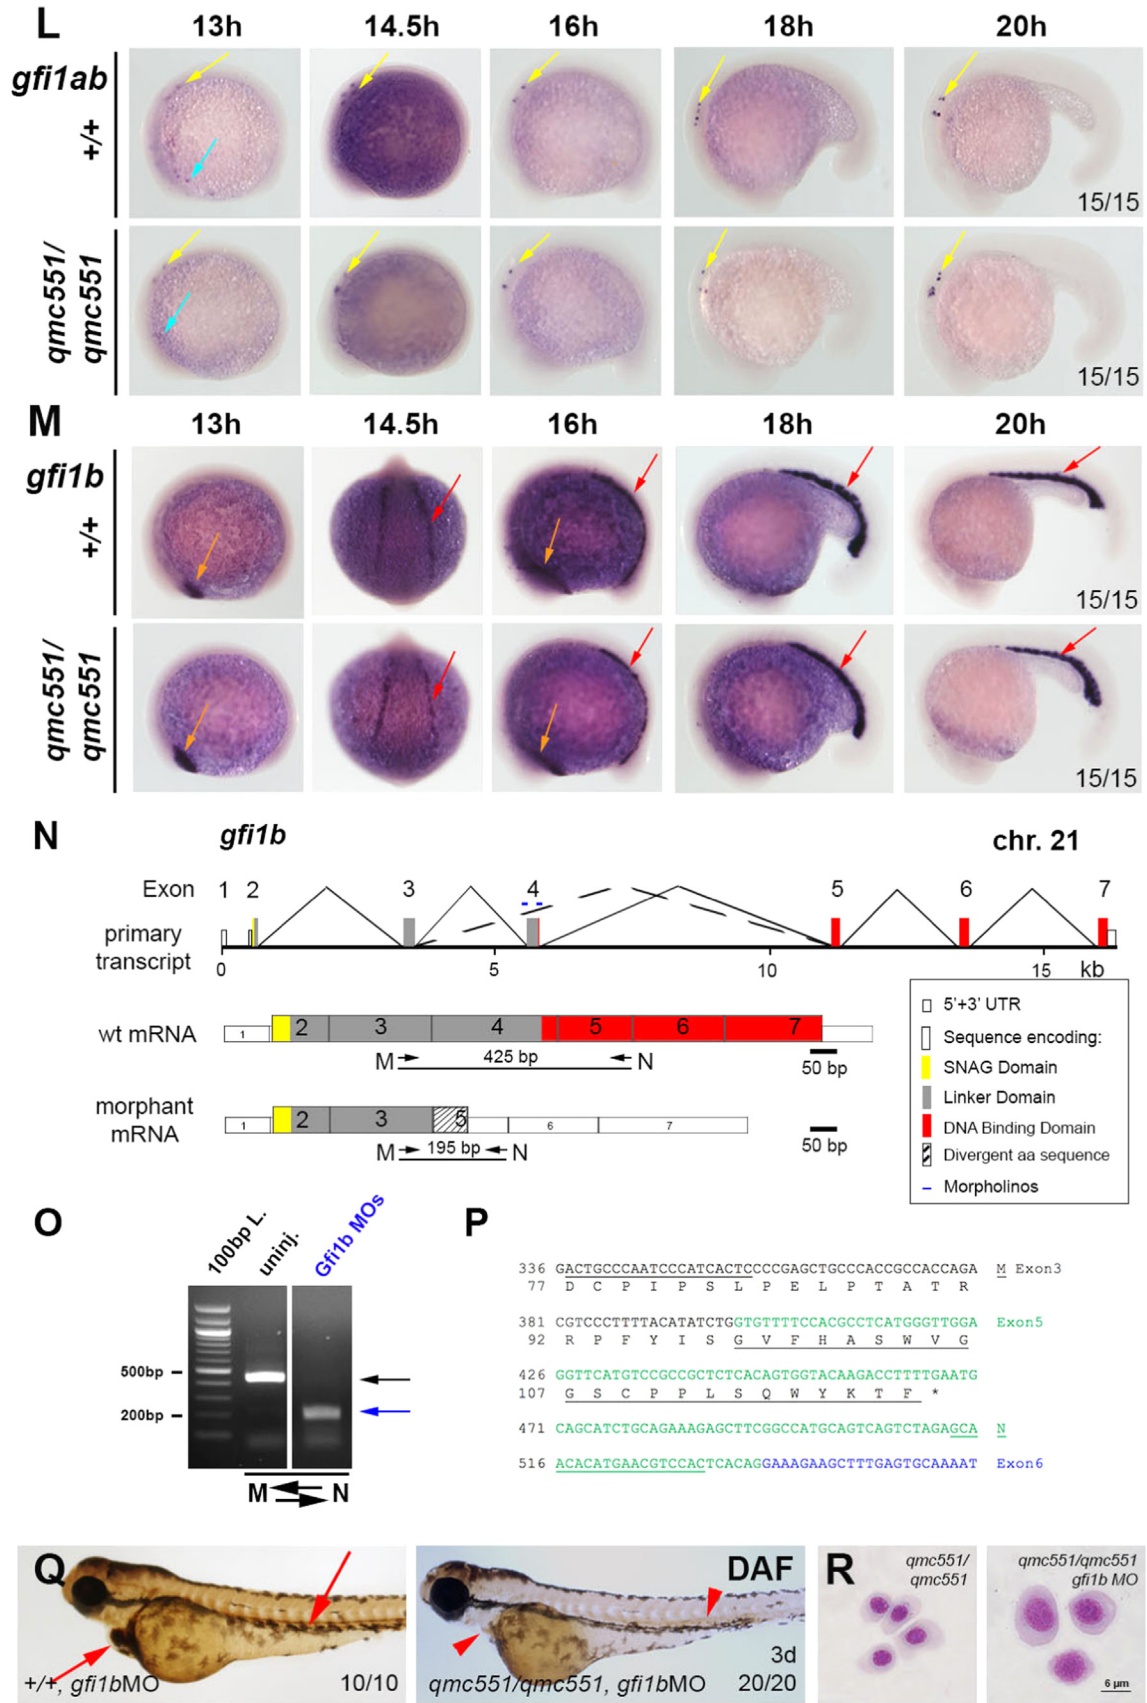 L 13h 14.5h 16h 18h 20h
gfi1ab
+/+
15/15
qmc551/
qmc551
15/15
M 13h 14.5h 16h 18h 20h
gfi1b
+/+
15/15
qmc551/
qmc551
15/15
N gfi1b chr. 21
Exon 1 2 3 4 5 6 7
primary
transcript
0 5 10 15 kb
wt mRNA 1 2 3 4 5 6 7
M 425 bp N
50 bp
morphant
mRNA
1 2 3 5 6 7
M 195 bp N
50 bp
5'+3' UTR
Sequence encoding:
SNAG Domain
Linker Domain
DNA Binding Domain
Divergent aa sequence
Morpholinos
O
100bp L.
uninj.
Gfi1b MOs
500bp
200bp
M N
P
336 GACTGCCCAATCCCATCACTCCCCGAGCTGCCCACCGCCACCAGA M Exon3
77 D C P I P S L P E L P T A T R
381 CGTCCCTTTTACATATCTGGTGTTTTCCACGCCTCATGGGTTGGA Exon5
92 R P F Y I S G V F H A S W V G
426 GGTTCATGTCCGCCGCTCTCACAGTGGTACAAGACCTTTTGAATG
107 G S C P P L S Q W Y K T F *
471 CAGCATCTGCAGAAAGAGCTTCGGCCATGCAGTCAGTCTAGAGCA N
516 ACACATGAACGTCCACTCACAGGAAAGAAGCTTTGAGTGCAAAAT Exon6
Q
+/+, gfi1bMO 10/10
DAF
3d
qmc551/qmc551, gfi1bMO 20/20
R
qmc551/
qmc551
qmc551/qmc551
gfi1b MO
6 µm